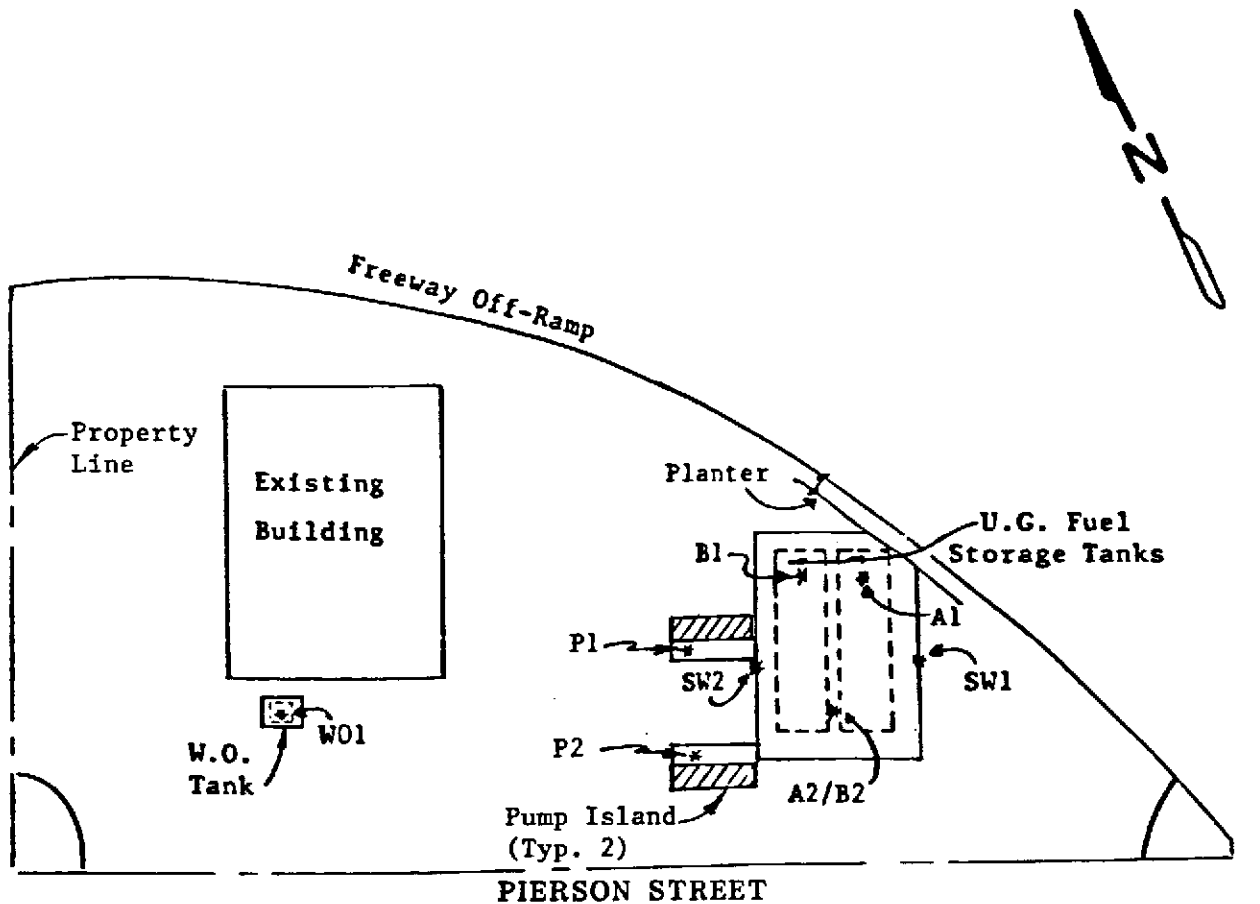 N
Freeway Off-Ramp
Property
Line
Existing
Building
Planter
U.G. Fuel
Storage Tanks
B1
A1
P1
SW2
SW1
WO1
W.O.
Tank
P2
A2/B2
Pump Island
(Typ. 2)
PIERSON STREET